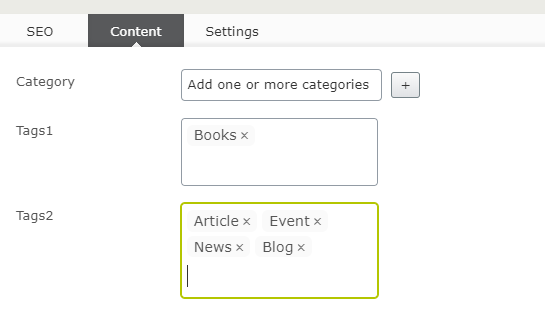 SEO Content Settings
Category Add one or more categories +
Tags1 Books ×
Tags2 Article × Event ×
News × Blog ×